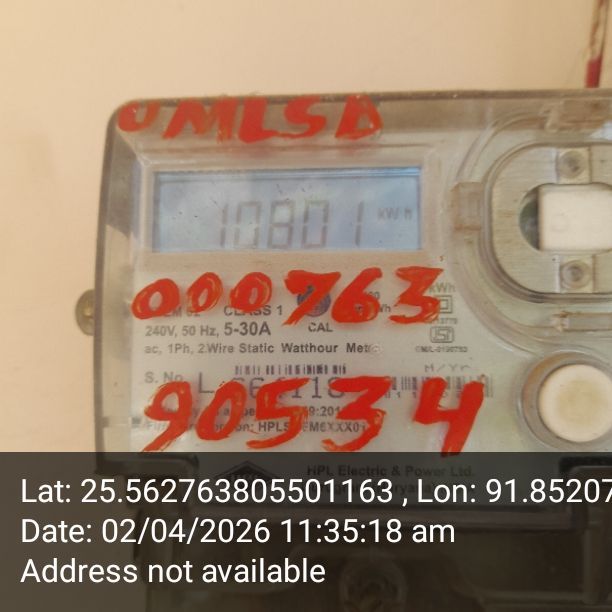 OMLSD
10801 kWh
000763
CLASS 1
240V, 50 Hz, 5-30A
CAL
ac, 1Ph, 2Wire Static Watthour Meter
S. No.
90534
HPL Electric & Power Ltd.
Lat: 25.562763805501163 , Lon: 91.85207
Date: 02/04/2026 11:35:18 am
Address not available